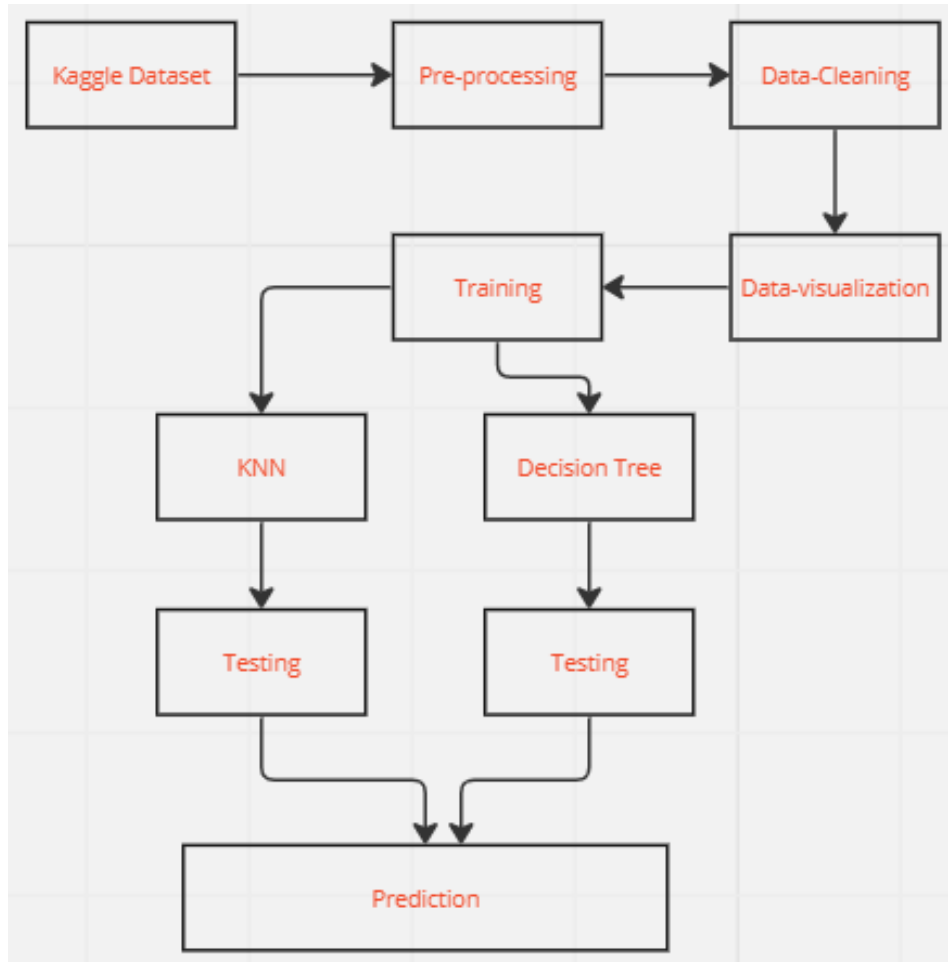 Kaggle Dataset
Pre-processing
Data-Cleaning
Training
Data-visualization
KNN
Decision Tree
Testing
Testing
Prediction